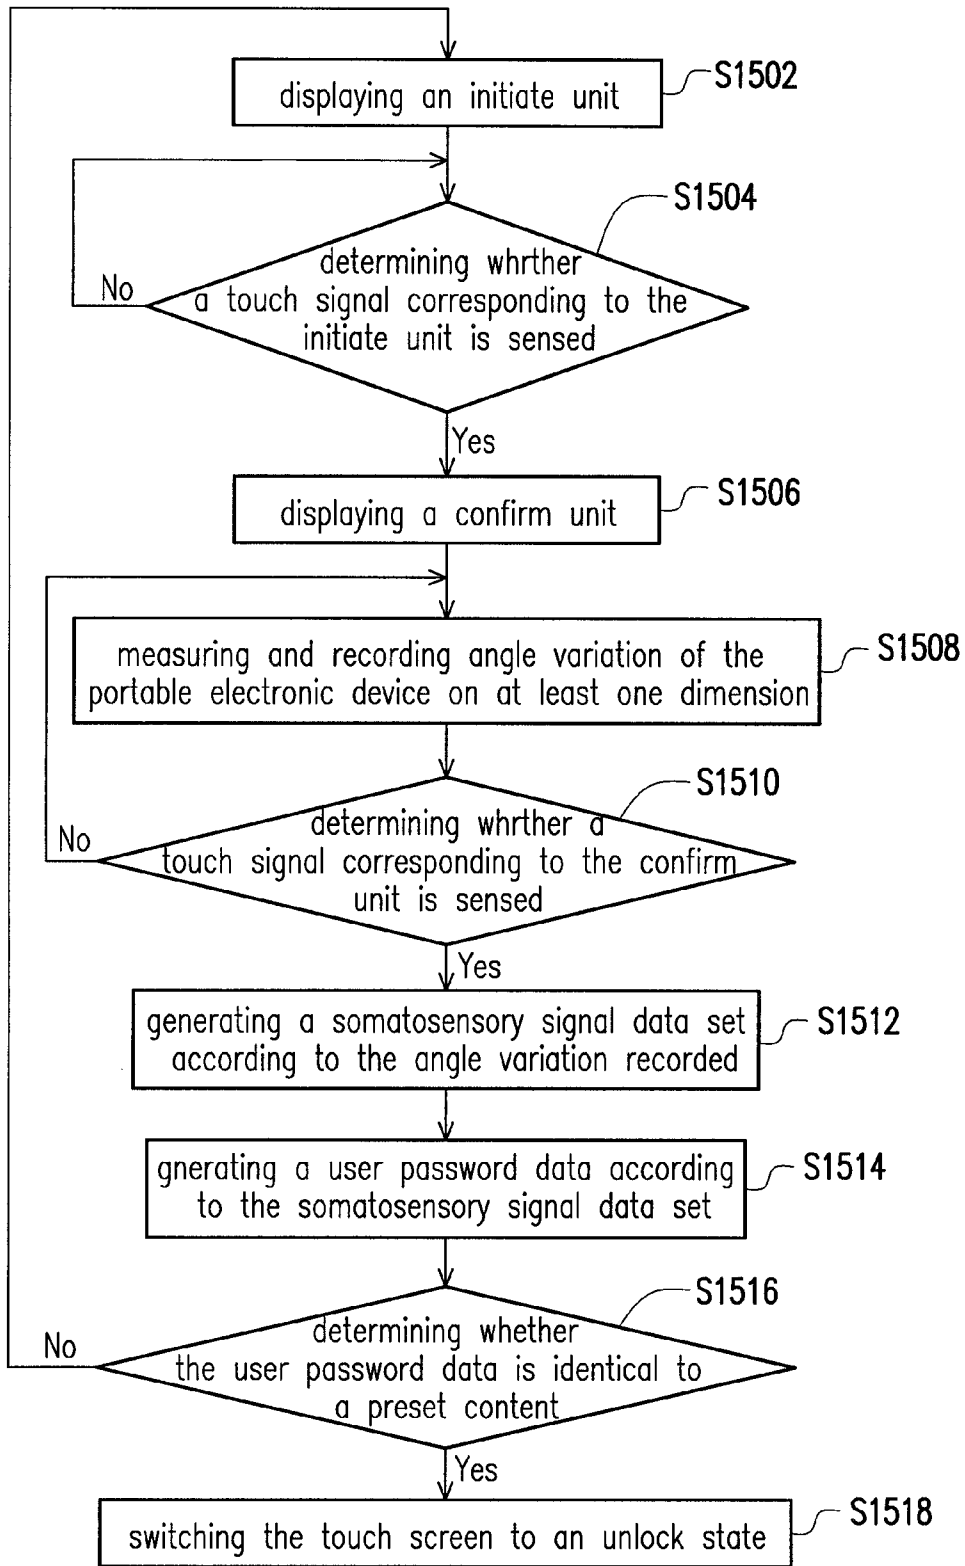 S1502
displaying an initiate unit
S1504
determining whrther
a touch signal corresponding to the
initiate unit is sensed
No
Yes
S1506
displaying a confirm unit
S1508
measuring and recording angle variation of the
portable electronic device on at least one dimension
S1510
determining whrther a
touch signal corresponding to the confirm
unit is sensed
No
Yes
S1512
generating a somatosensory signal data set
according to the angle variation recorded
S1514
gnerating a user password data according
to the somatosensory signal data set
S1516
determining whether
the user password data is identical to
a preset content
No
Yes
S1518
switching the touch screen to an unlock state